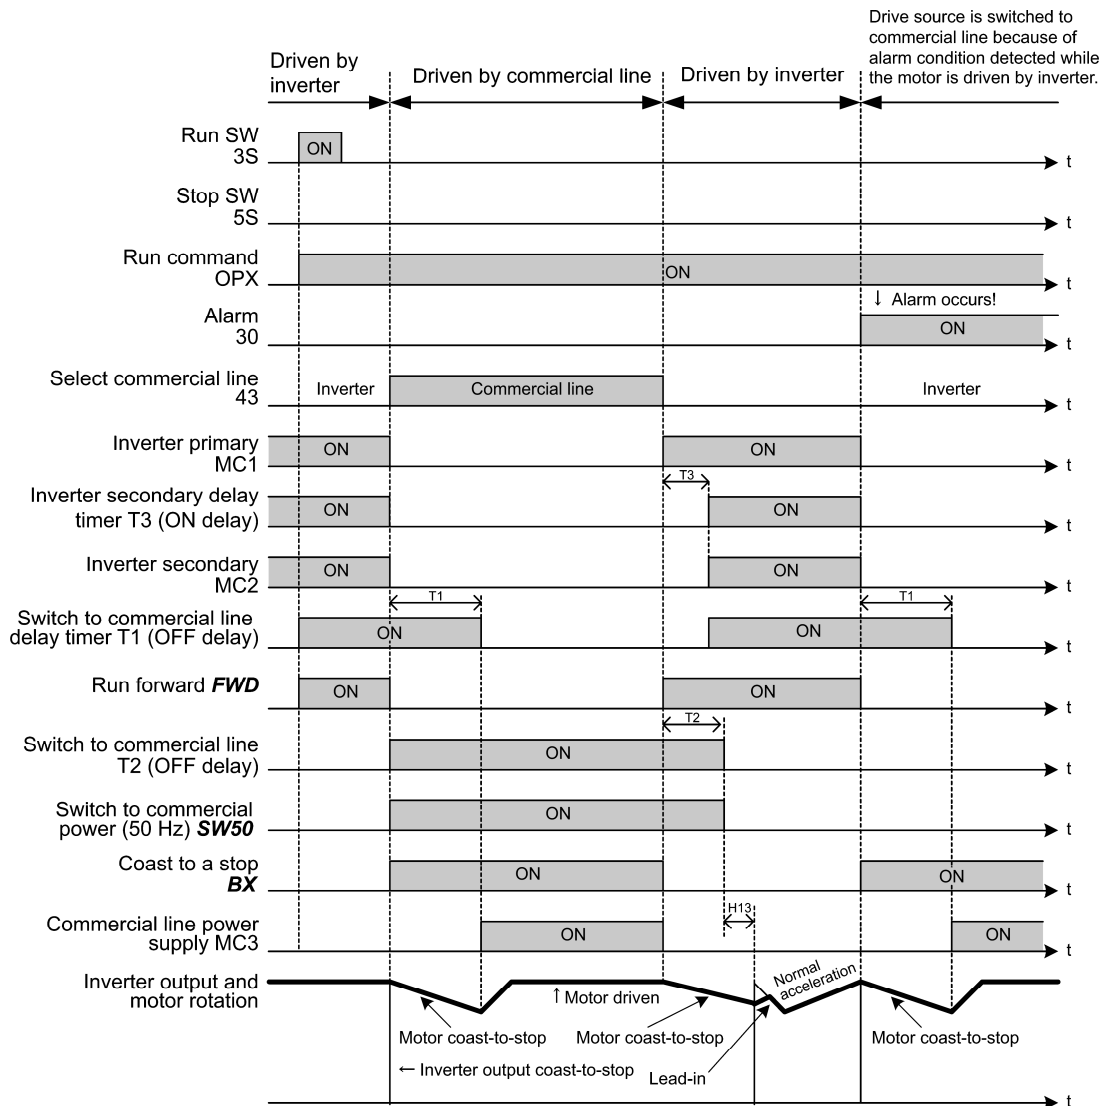 Drive source is switched to
commercial line because of
alarm condition detected while
the motor is driven by inverter.
Driven by
inverter
Driven by commercial line
Driven by inverter
Run SW
3S
ON
t
Stop SW
5S
t
Run command
OPX
ON
t
↓ Alarm occurs!
Alarm
30
ON
t
Select commercial line
43
Inverter
Commercial line
Inverter
t
Inverter primary
MC1
ON
ON
t
T3
Inverter secondary delay
timer T3 (ON delay)
ON
ON
t
Inverter secondary
MC2
ON
ON
t
T1
T1
Switch to commercial line
delay timer T1 (OFF delay)
ON
ON
t
Run forward FWD
ON
ON
t
T2
Switch to commercial line
T2 (OFF delay)
ON
t
Switch to commercial
power (50 Hz) SW50
ON
t
Coast to a stop
BX
ON
ON
t
H13
Commercial line power
supply MC3
ON
ON
t
Inverter output and
motor rotation
↑ Motor driven
Normal
acceleration
Motor coast-to-stop
Motor coast-to-stop
Motor coast-to-stop
← Inverter output coast-to-stop
Lead-in
t